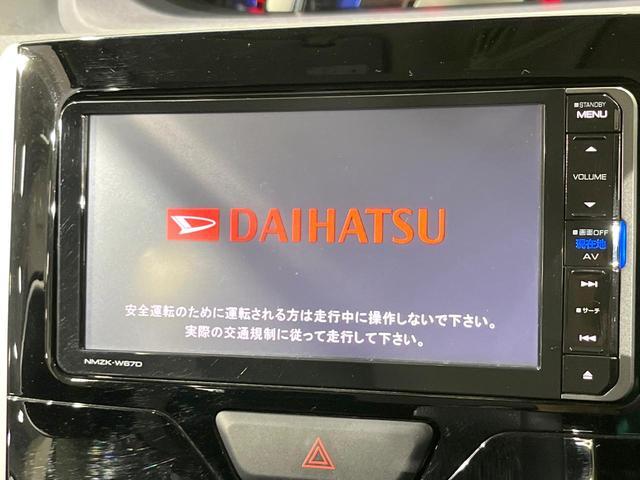 ■STANDBY
MENU
VOLUME
■画面OFF
現在地
AV
■サーチ
DAIHATSU
安全運転のために運転される方は走行中に操作しないで下さい。
実際の交通規制に従って走行して下さい。
NMZK-W67D